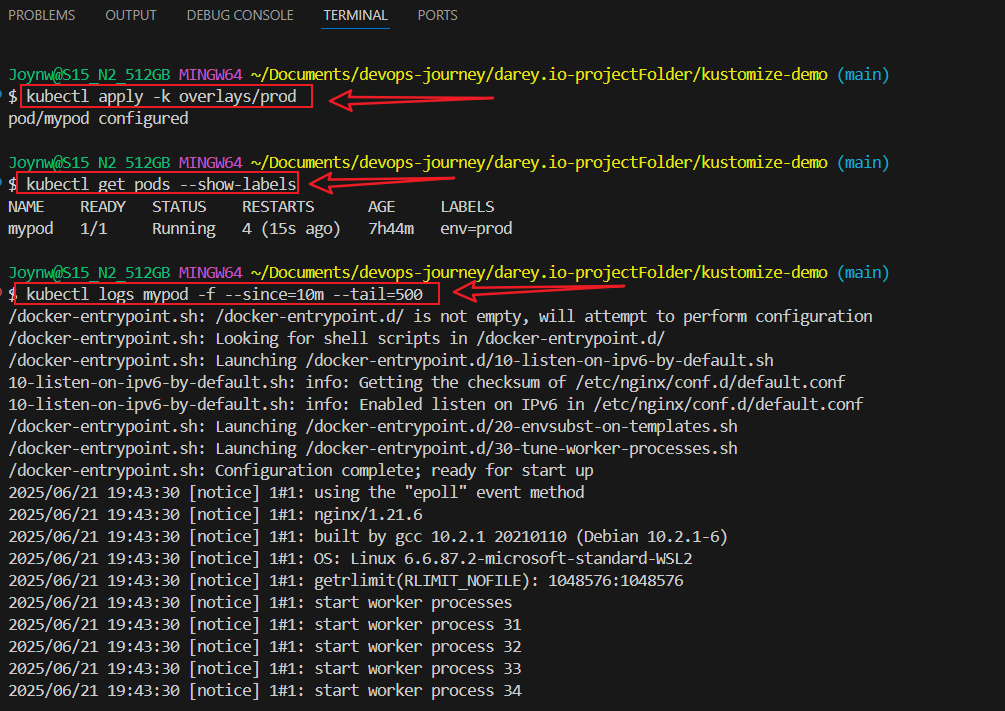 PROBLEMS OUTPUT DEBUG CONSOLE TERMINAL PORTS
Joynw@S15_N2_512GB MINGW64 ~/Documents/devops-journey/darey.io-projectFolder/kustomize-demo (main)
$ kubectl apply -k overlays/prod
pod/mypod configured
Joynw@S15_N2_512GB MINGW64 ~/Documents/devops-journey/darey.io-projectFolder/kustomize-demo (main)
$ kubectl get pods --show-labels
NAME READY STATUS RESTARTS AGE LABELS
mypod 1/1 Running 4 (15s ago) 7h44m env=prod
Joynw@S15_N2_512GB MINGW64 ~/Documents/devops-journey/darey.io-projectFolder/kustomize-demo (main)
$ kubectl logs mypod -f --since=10m --tail=500
/docker-entrypoint.sh: /docker-entrypoint.d/ is not empty, will attempt to perform configuration
/docker-entrypoint.sh: Looking for shell scripts in /docker-entrypoint.d/
/docker-entrypoint.sh: Launching /docker-entrypoint.d/10-listen-on-ipv6-by-default.sh
10-listen-on-ipv6-by-default.sh: info: Getting the checksum of /etc/nginx/conf.d/default.conf
10-listen-on-ipv6-by-default.sh: info: Enabled listen on IPv6 in /etc/nginx/conf.d/default.conf
/docker-entrypoint.sh: Launching /docker-entrypoint.d/20-envsubst-on-templates.sh
/docker-entrypoint.sh: Launching /docker-entrypoint.d/30-tune-worker-processes.sh
/docker-entrypoint.sh: Configuration complete; ready for start up
2025/06/21 19:43:30 [notice] 1#1: using the "epoll" event method
2025/06/21 19:43:30 [notice] 1#1: nginx/1.21.6
2025/06/21 19:43:30 [notice] 1#1: built by gcc 10.2.1 20210110 (Debian 10.2.1-6)
2025/06/21 19:43:30 [notice] 1#1: OS: Linux 6.6.87.2-microsoft-standard-WSL2
2025/06/21 19:43:30 [notice] 1#1: getrlimit(RLIMIT_NOFILE): 1048576:1048576
2025/06/21 19:43:30 [notice] 1#1: start worker processes
2025/06/21 19:43:30 [notice] 1#1: start worker process 31
2025/06/21 19:43:30 [notice] 1#1: start worker process 32
2025/06/21 19:43:30 [notice] 1#1: start worker process 33
2025/06/21 19:43:30 [notice] 1#1: start worker process 34